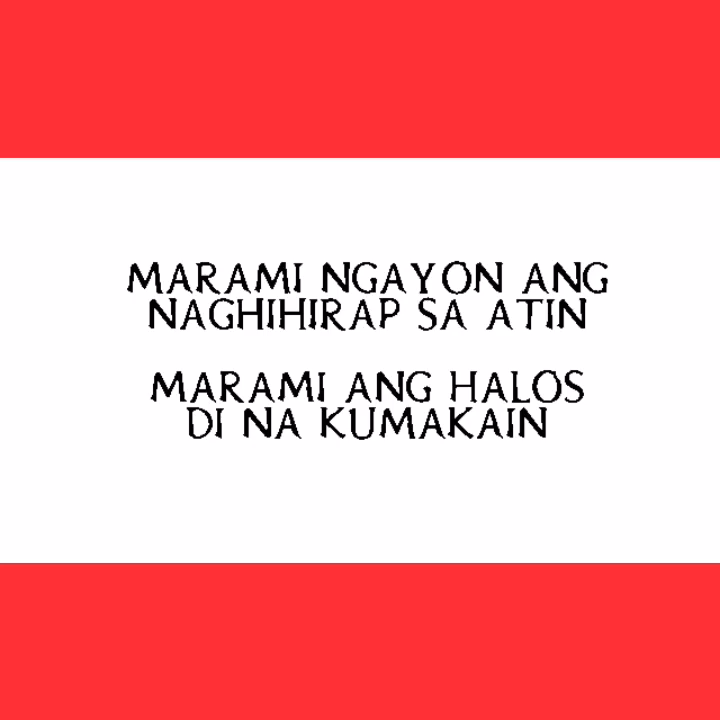 MARAMI NGAYON ANG
NAGHIHIRAP SA ATIN
MARAMI ANG HALOS
DI NA KUMAKAIN